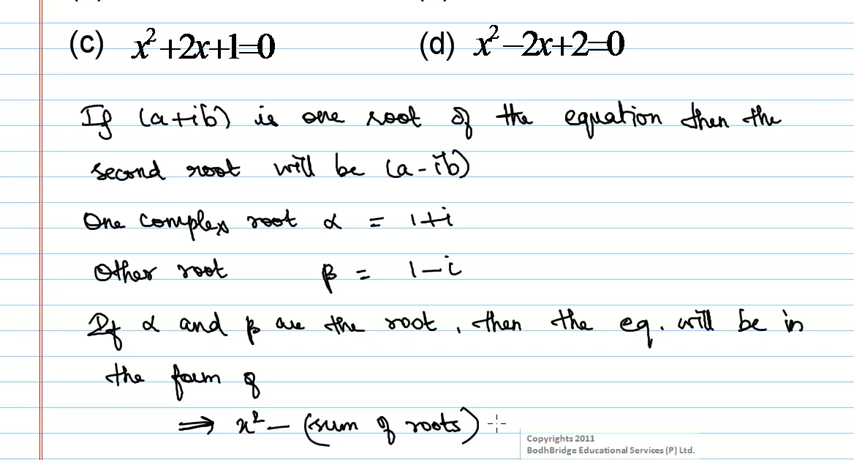 (c) x²+2x+1=0 (d) x²−2x+2=0
If (a+ib) is one root of the equation then the
second root will be (a-ib)
One complex root α = 1+i
Other root β = 1-i
If α and β are the root, then the eq. will be in
the form of
⇒ x² - (sum of roots)
Copyrights 2011
BodhBridge Educational Services (P) Ltd.